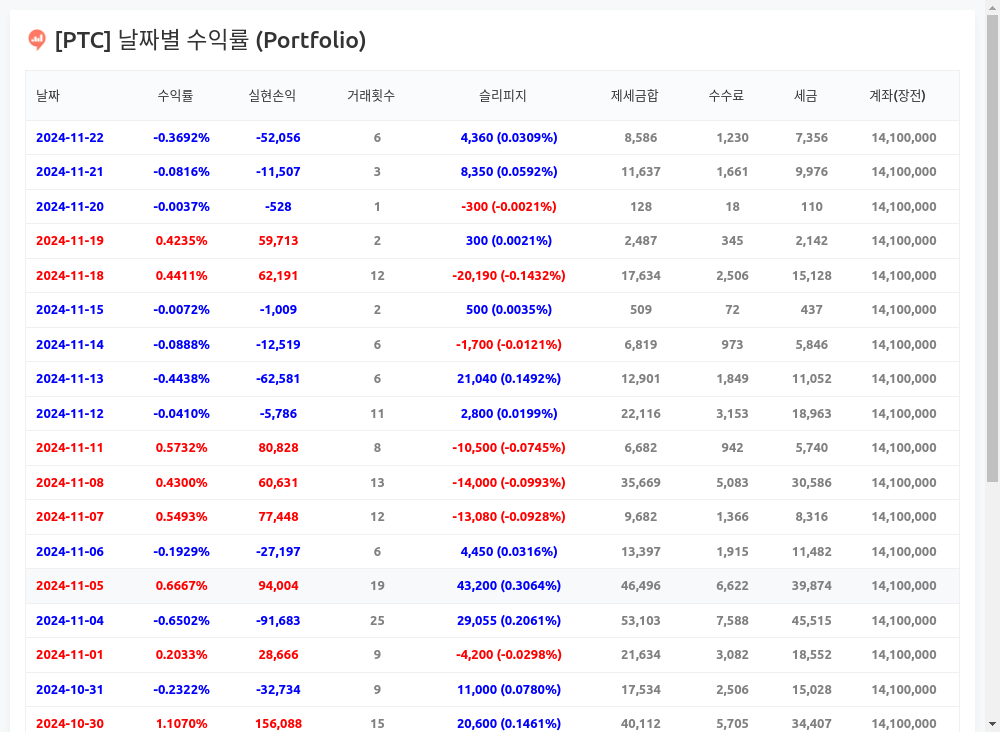 [PTC] 날짜별 수익률 (Portfolio)
날짜 수익률 실현손익 거래횟수 슬리피지 제세금합 수수료 세금 계좌(장전)
2024-11-22 -0.3692% -52,056 6 4,360 (0.0309%) 8,586 1,230 7,356 14,100,000
2024-11-21 -0.0816% -11,507 3 8,350 (0.0592%) 11,637 1,661 9,976 14,100,000
2024-11-20 -0.0037% -528 1 -300 (-0.0021%) 128 18 110 14,100,000
2024-11-19 0.4235% 59,713 2 300 (0.0021%) 2,487 345 2,142 14,100,000
2024-11-18 0.4411% 62,191 12 -20,190 (-0.1432%) 17,634 2,506 15,128 14,100,000
2024-11-15 -0.0072% -1,009 2 500 (0.0035%) 509 72 437 14,100,000
2024-11-14 -0.0888% -12,519 6 -1,700 (-0.0121%) 6,819 973 5,846 14,100,000
2024-11-13 -0.4438% -62,581 6 21,040 (0.1492%) 12,901 1,849 11,052 14,100,000
2024-11-12 -0.0410% -5,786 11 2,800 (0.0199%) 22,116 3,153 18,963 14,100,000
2024-11-11 0.5732% 80,828 8 -10,500 (-0.0745%) 6,682 942 5,740 14,100,000
2024-11-08 0.4300% 60,631 13 -14,000 (-0.0993%) 35,669 5,083 30,586 14,100,000
2024-11-07 0.5493% 77,448 12 -13,080 (-0.0928%) 9,682 1,366 8,316 14,100,000
2024-11-06 -0.1929% -27,197 6 4,450 (0.0316%) 13,397 1,915 11,482 14,100,000
2024-11-05 0.6667% 94,004 19 43,200 (0.3064%) 46,496 6,622 39,874 14,100,000
2024-11-04 -0.6502% -91,683 25 29,055 (0.2061%) 53,103 7,588 45,515 14,100,000
2024-11-01 0.2033% 28,666 9 -4,200 (-0.0298%) 21,634 3,082 18,552 14,100,000
2024-10-31 -0.2322% -32,734 9 11,000 (0.0780%) 17,534 2,506 15,028 14,100,000
2024-10-30 1.1070% 156,088 15 20,600 (0.1461%) 40,112 5,705 34,407 14,100,000